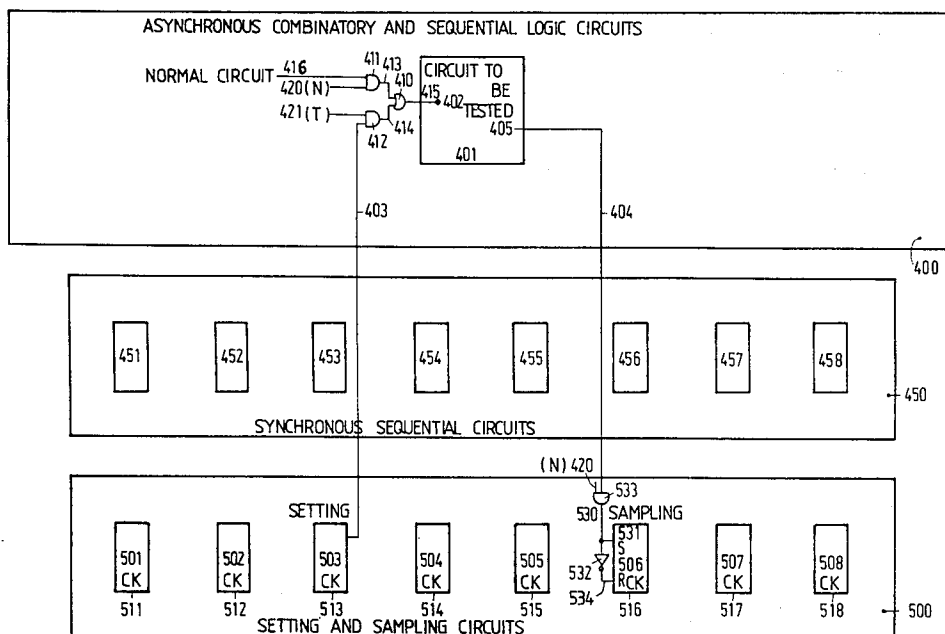 ASYNCHRONOUS COMBINATORY AND SEQUENTIAL LOGIC CIRCUITS
NORMAL CIRCUIT 416
420(N)
421(T)
411
413
410
412
414
CIRCUIT TO
BE
TESTED
415
402
405
401
403
404
400
451
452
453
454
455
456
457
458
450
SYNCHRONOUS SEQUENTIAL CIRCUITS
(N) 420
533
SETTING
530
SAMPLING
501
CK
502
CK
503
CK
504
CK
505
CK
531
S
532
506
R CK
534
507
CK
508
CK
511
512
513
514
515
516
517
518
500
SETTING AND SAMPLING CIRCUITS